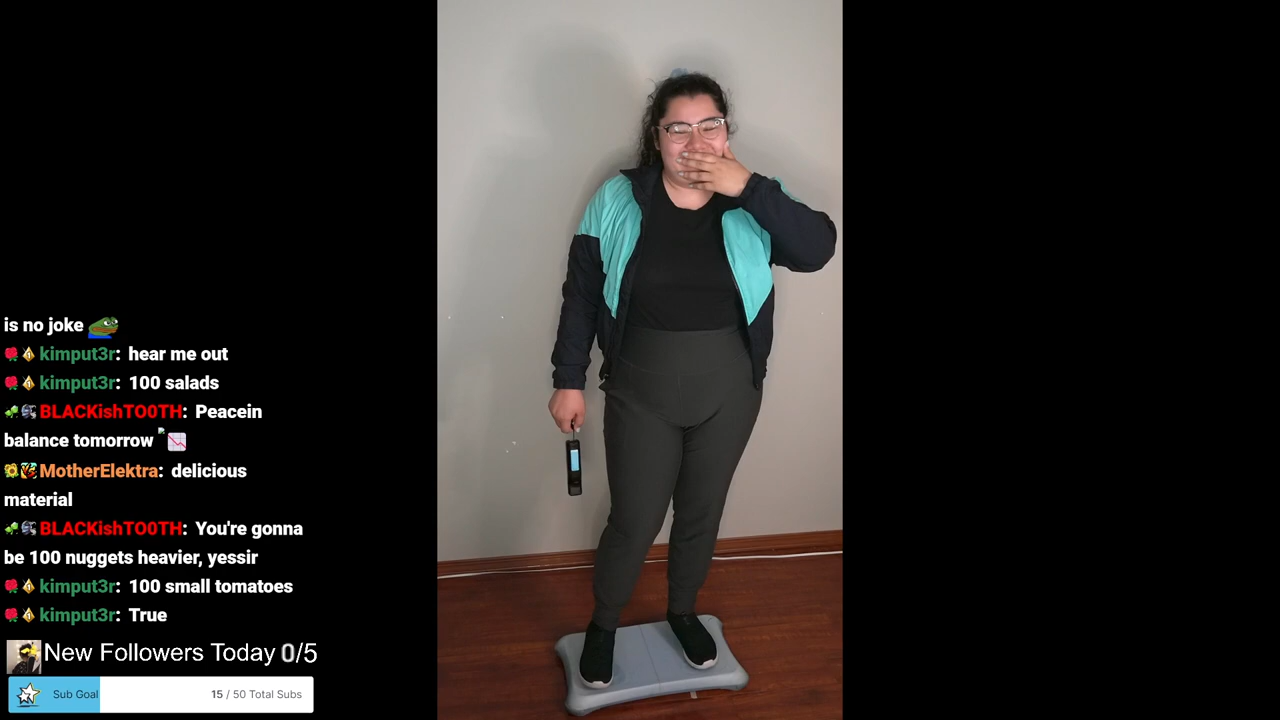 is no joke
kimput3r: hear me out
kimput3r: 100 salads
BLACKishTO0TH: Peacein
balance tomorrow
MotherElektra: delicious
material
BLACKishTO0TH: You're gonna
be 100 nuggets heavier, yessir
kimput3r: 100 small tomatoes
kimput3r: True
New Followers Today 0/5
Sub Goal 15 / 50 Total Subs